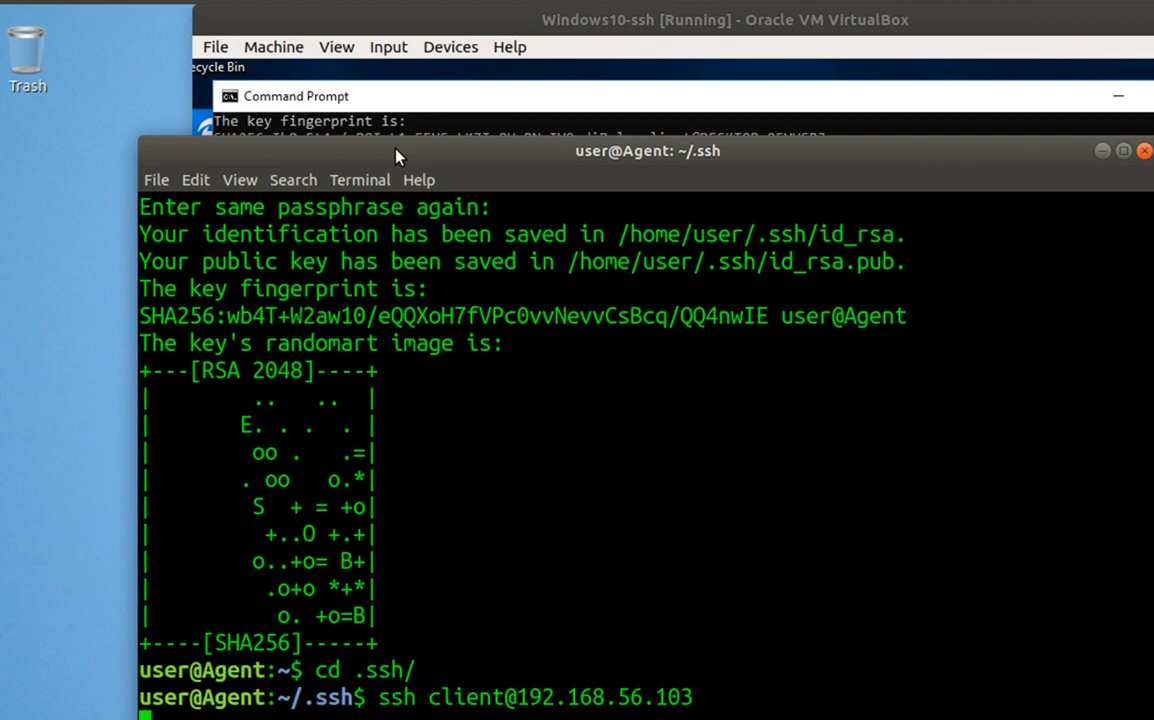 Windows10-ssh [Running] - Oracle VM VirtualBox
File Machine View Input Devices Help
Trash
ecycle Bin
Command Prompt
The key fingerprint is:
user@Agent: ~/.ssh
File Edit View Search Terminal Help
Enter same passphrase again:
Your identification has been saved in /home/user/.ssh/id_rsa.
Your public key has been saved in /home/user/.ssh/id_rsa.pub.
The key fingerprint is:
SHA256:wb4T+W2aw10/eQQXoH7fVPc0vvNevvCsBcq/QQ4nwIE user@Agent
The key's randomart image is:
+---[RSA 2048]----+
|        ..   ..  |
|       E. . .  . |
|        oo .   .=|
|       . oo   o.*|
|        S  + = +o|
|         +..O +.+|
|        o..+o= B+|
|         .o+o *+*|
|          o. +o=B|
+----[SHA256]-----+
user@Agent:~$ cd .ssh/
user@Agent:~/.ssh$ ssh client@192.168.56.103